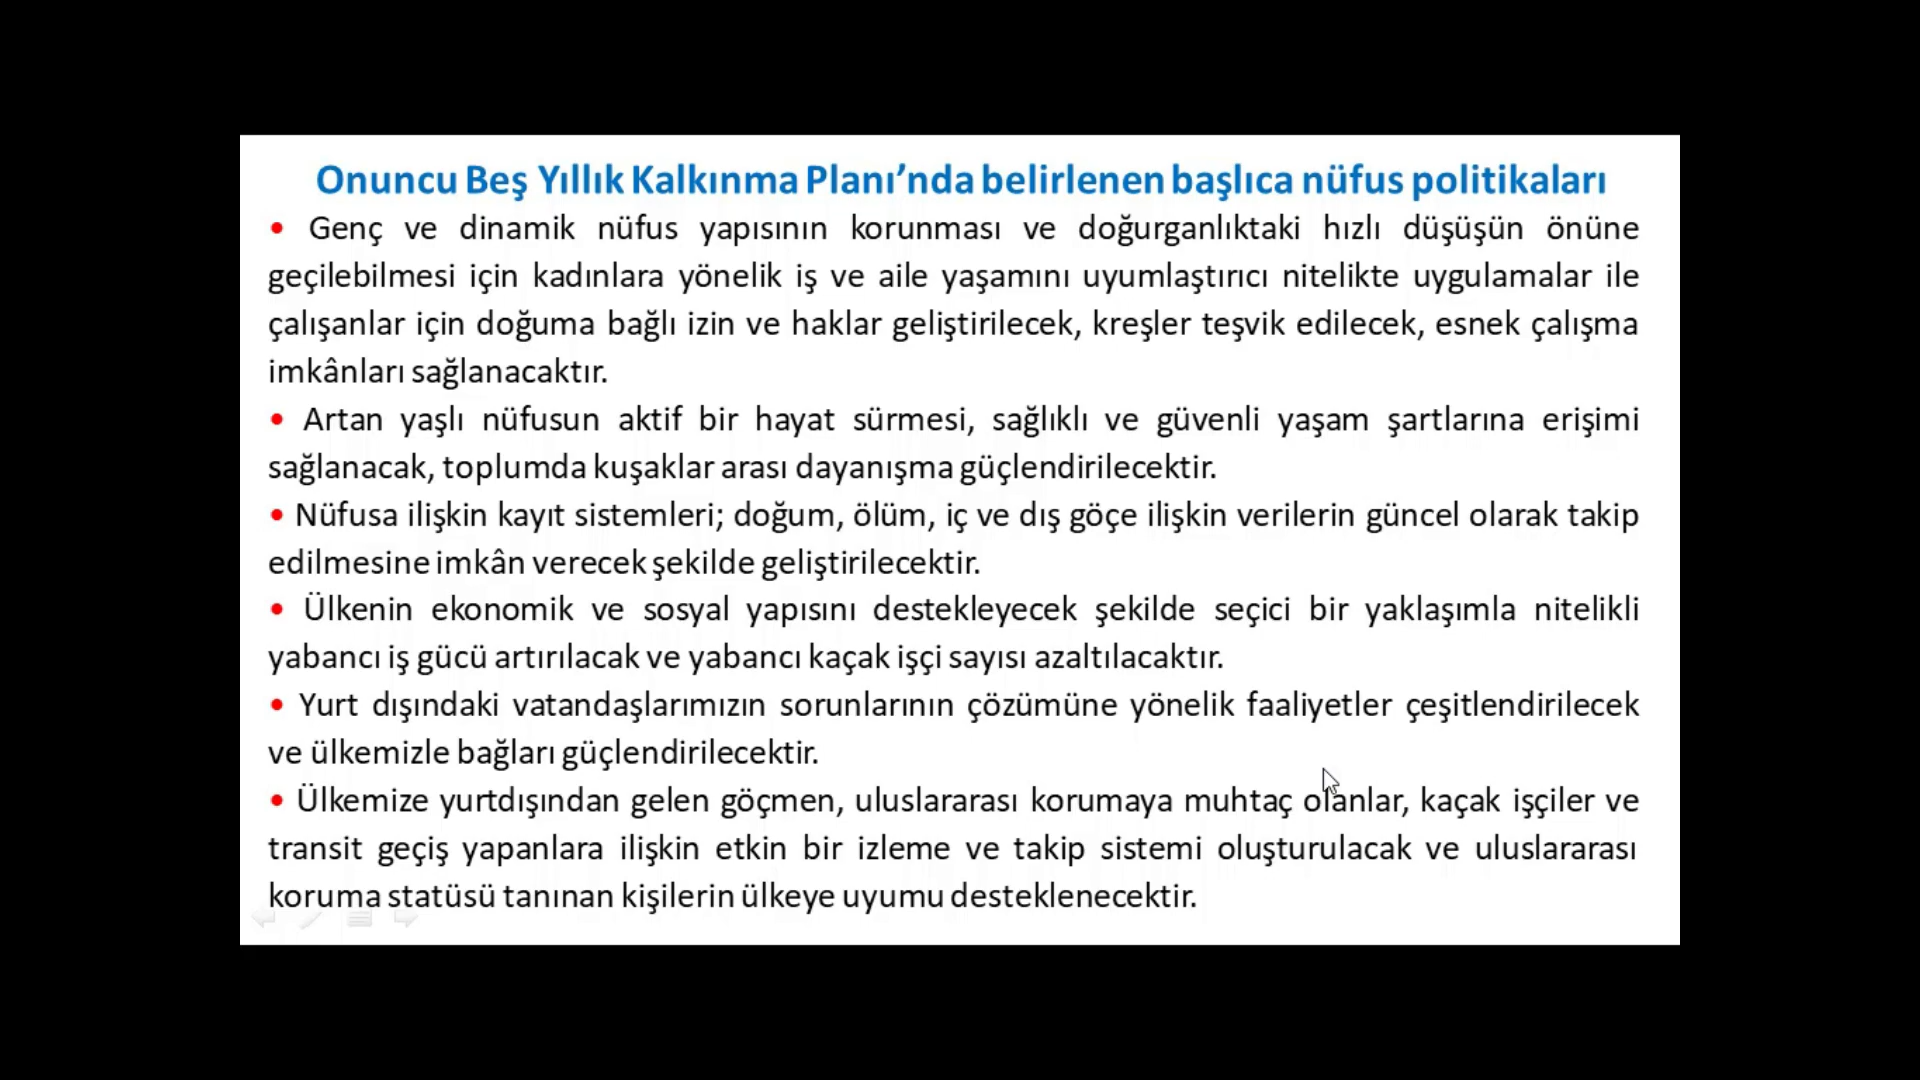 Onuncu Beş Yıllık Kalkınma Planı’nda belirlenen başlıca nüfus politikaları
• Genç ve dinamik nüfus yapısının korunması ve doğurganlıktaki hızlı düşüşün önüne
geçilebilmesi için kadınlara yönelik iş ve aile yaşamını uyumlaştırıcı nitelikte uygulamalar ile
çalışanlar için doğuma bağlı izin ve haklar geliştirilecek, kreşler teşvik edilecek, esnek çalışma
imkânları sağlanacaktır.
• Artan yaşlı nüfusun aktif bir hayat sürmesi, sağlıklı ve güvenli yaşam şartlarına erişimi
sağlanacak, toplumda kuşaklar arası dayanışma güçlendirilecektir.
• Nüfusa ilişkin kayıt sistemleri; doğum, ölüm, iç ve dış göçe ilişkin verilerin güncel olarak takip
edilmesine imkân verecek şekilde geliştirilecektir.
• Ülkenin ekonomik ve sosyal yapısını destekleyecek şekilde seçici bir yaklaşımla nitelikli
yabancı iş gücü artırılacak ve yabancı kaçak işçi sayısı azaltılacaktır.
• Yurt dışındaki vatandaşlarımızın sorunlarının çözümüne yönelik faaliyetler çeşitlendirilecek
ve ülkemizle bağları güçlendirilecektir.
• Ülkemize yurtdışından gelen göçmen, uluslararası korumaya muhtaç olanlar, kaçak işçiler ve
transit geçiş yapanlara ilişkin etkin bir izleme ve takip sistemi oluşturulacak ve uluslararası
koruma statüsü tanınan kişilerin ülkeye uyumu desteklenecektir.